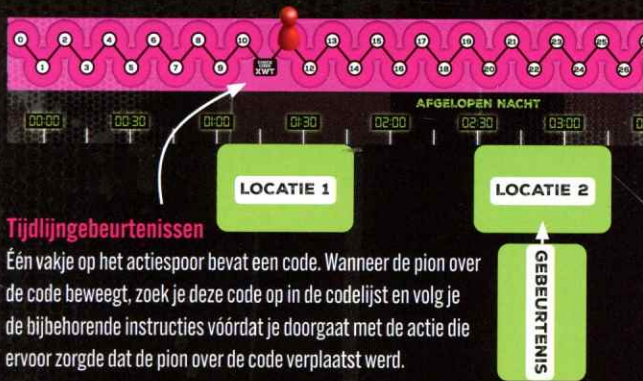 0 2 4 6 8 10 13 15 17 19 21 23 25
1 3 5 7 9 XWT 12 14 16 18 20 22 24 26
AFGELOPEN NACHT
00:00 00:30 01:00 01:30 02:00 02:30 03:00
LOCATIE 1
LOCATIE 2
GEBEURTENIS
Tijdlijngebeurtenissen
Één vakje op het actiespoor bevat een code. Wanneer de pion over
de code beweegt, zoek je deze code op in de codelijst en volg je
de bijbehorende instructies vóórdat je doorgaat met de actie die
ervoor zorgde dat de pion over de code verplaatst werd.